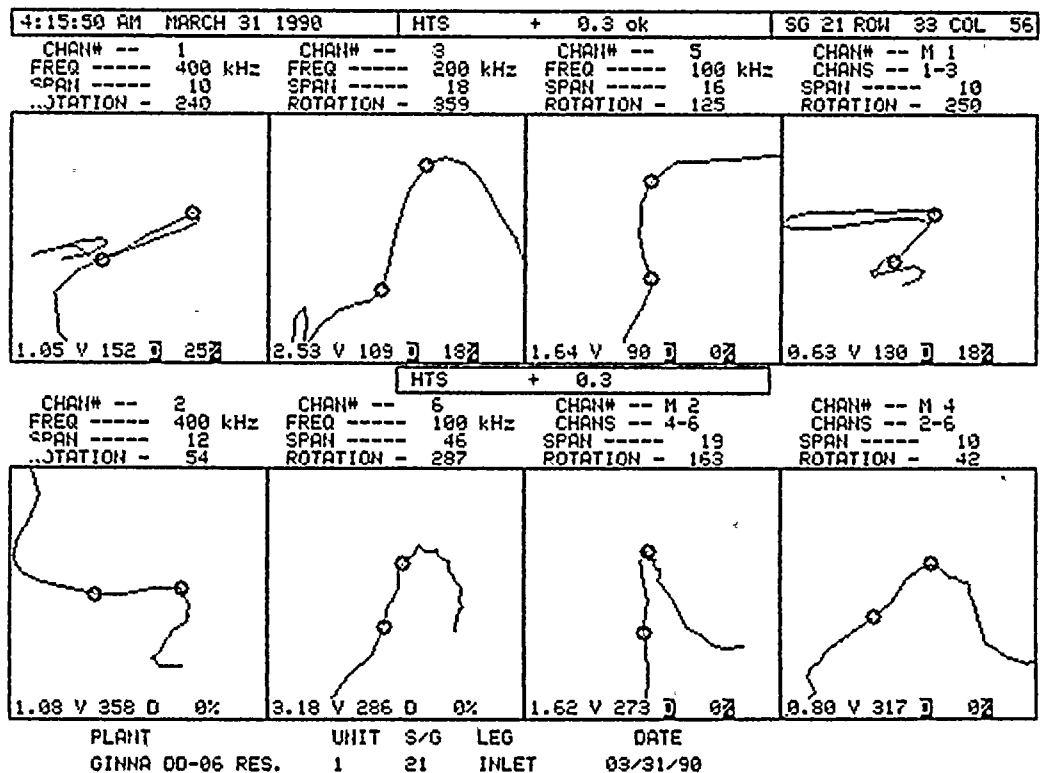 4:15:50 AM MARCH 31 1990 HTS + 0.3 ok SG 21 ROW 33 COL 56
CHAN# -- 1 CHAN# -- 3 CHAN# -- 5 CHAN# -- M 1
FREQ ----- 400 kHz FREQ ----- 200 kHz FREQ ----- 100 kHz CHANS -- 1-3
SPAN ----- 10 SPAN ----- 18 SPAN ----- 16 SPAN ----- 10
..OTATION - 240 ROTATION - 359 ROTATION - 125 ROTATION - 250
1.05 V 152 D 25% 2.53 V 109 D 18% 1.64 V 90 D 0% 0.63 V 130 D 18%
HTS + 0.3
CHAN# -- 2 CHAN# -- 6 CHAN# -- M 2 CHAN# -- M 4
FREQ ----- 400 kHz FREQ ----- 100 kHz CHANS -- 4-6 CHANS -- 2-6
SPAN ----- 12 SPAN ----- 46 SPAN ----- 19 SPAN ----- 10
..OTATION - 54 ROTATION - 287 ROTATION - 163 ROTATION - 42
1.08 V 358 D 0% 3.18 V 286 D 0% 1.62 V 273 D 0% 0.80 V 317 D 0%
PLANT UNIT S/G LEG DATE
GINNA OD-06 RES. 1 21 INLET 03/31/90